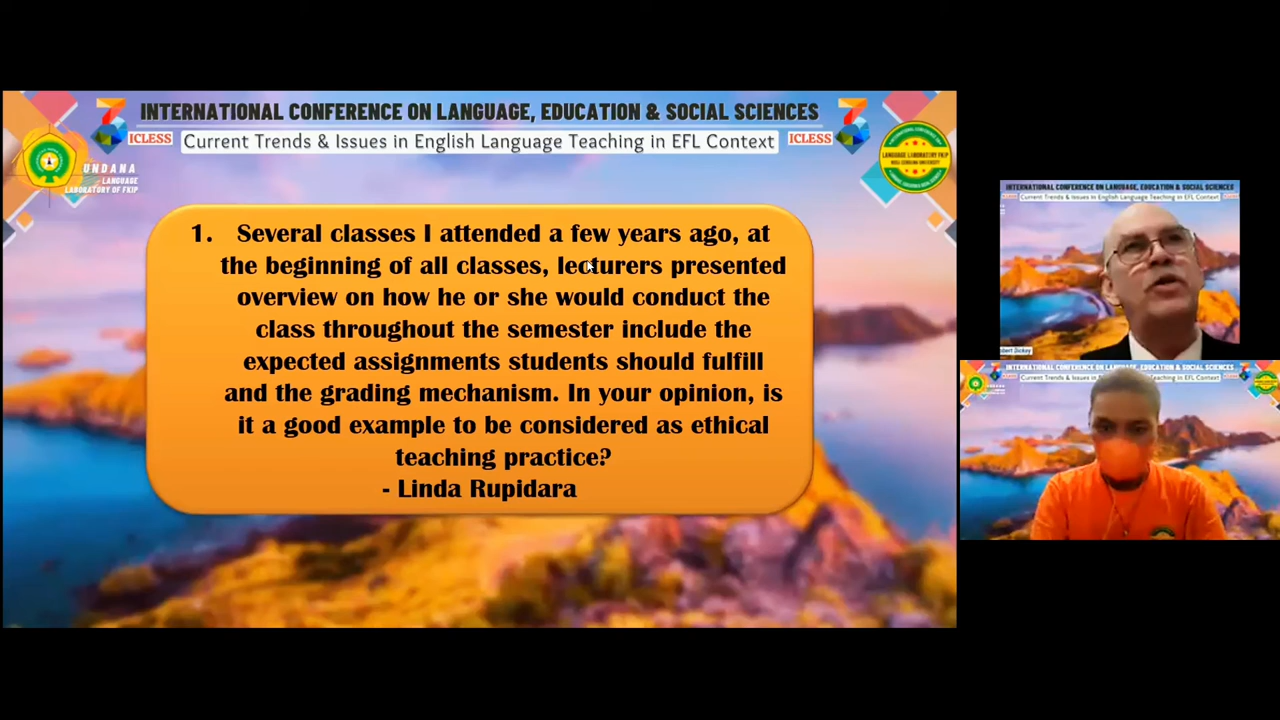 INTERNATIONAL CONFERENCE ON LANGUAGE, EDUCATION & SOCIAL SCIENCES
ICLESS
Current Trends & Issues in English Language Teaching in EFL Context
ICLESS
UNDANA
LANGUAGE
LABORATORY OF FKIP
LANGUAGE LABORATORY FKIP
1. Several classes I attended a few years ago, at
the beginning of all classes, lecturers presented
overview on how he or she would conduct the
class throughout the semester include the
expected assignments students should fulfill
and the grading mechanism. In your opinion, is
it a good example to be considered as ethical
teaching practice?
- Linda Rupidara
INTERNATIONAL CONFERENCE ON LANGUAGE, EDUCATION & SOCIAL SCIENCES
Current Trends & Issues in English Language Teaching in EFL Context
INTERNATIONAL CONFERENCE ON LANGUAGE, EDUCATION & SOCIAL SCIENCES